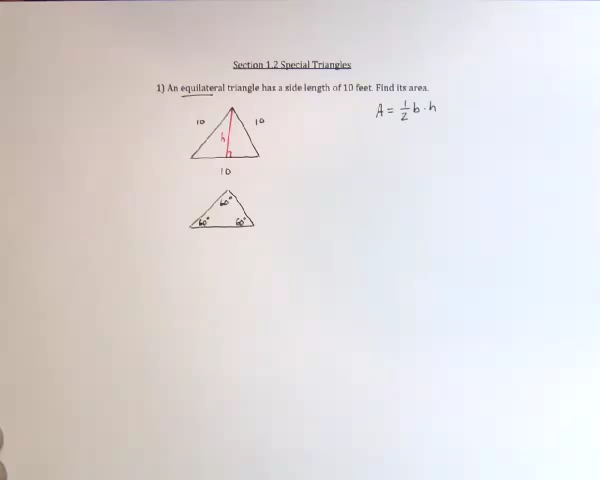 Section 1.2 Special Triangles
1) An equilateral triangle has a side length of 10 feet. Find its area.
A = 1/2 b · h
10
10
h
10
60°
60°
60°